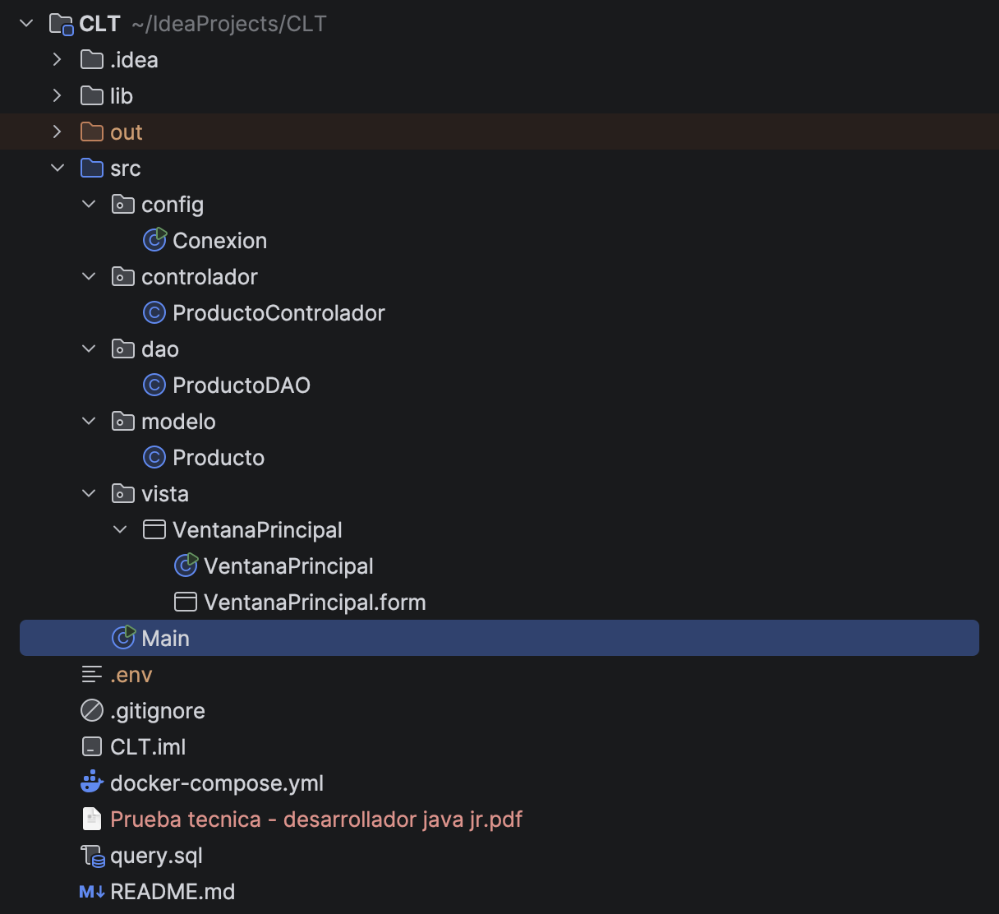 CLT ~/IdeaProjects/CLT
.idea
lib
out
src
config
Conexion
controlador
ProductoControlador
dao
ProductoDAO
modelo
Producto
vista
VentanaPrincipal
VentanaPrincipal
VentanaPrincipal.form
Main
.env
.gitignore
CLT.iml
docker-compose.yml
Prueba tecnica - desarrollador java jr.pdf
query.sql
README.md